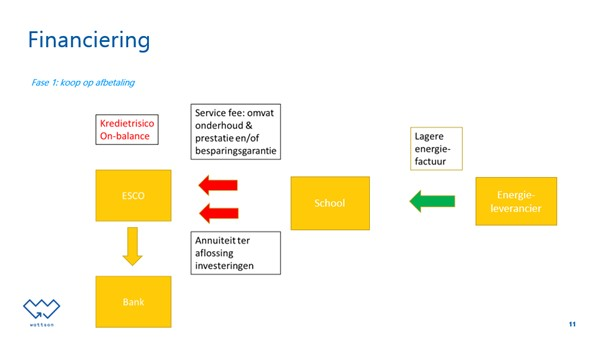 Financiering
Fase 1: koop op afbetaling
Kredietrisico
On-balance
Service fee: omvat
onderhoud &
prestatie en/of
besparingsgarantie
Lagere
energie-
factuur
ESCO
School
Energie-
leverancier
Annuiteit ter
aflossing
investeringen
Bank
wattson
11